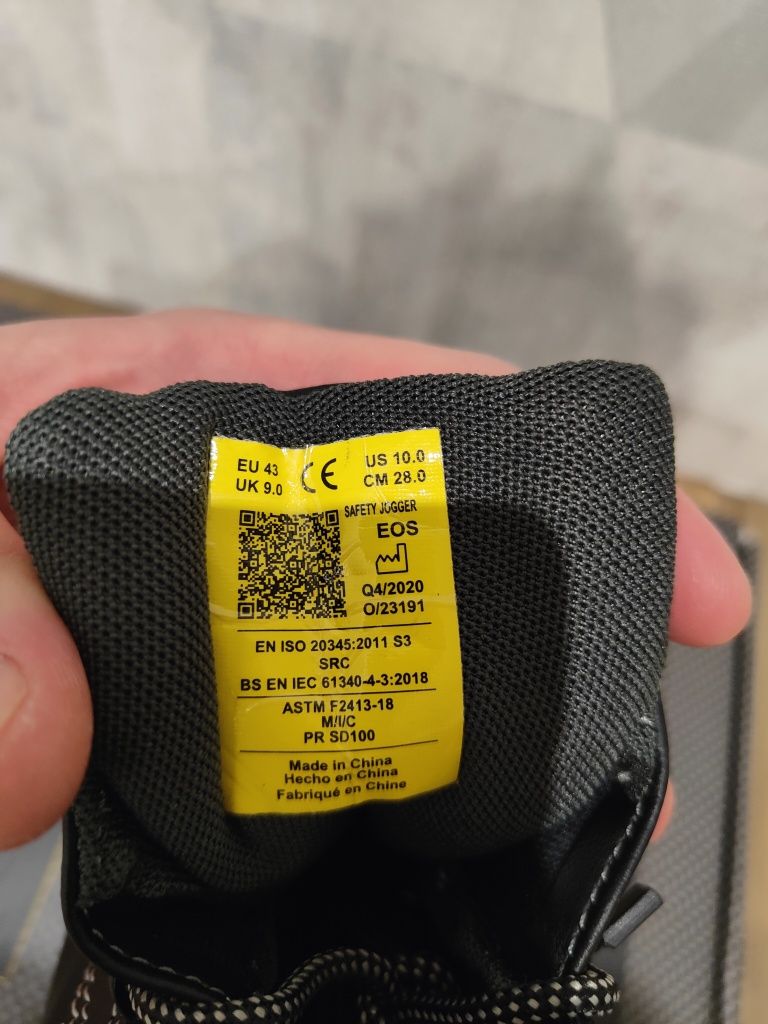 EU 43
UK 9.0
CE
US 10.0
CM 28.0
SAFETY JOGGER
EOS
Q4/2020
O/23191
EN ISO 20345:2011 S3
SRC
BS EN IEC 61340-4-3:2018
ASTM F2413-18
M/I/C
PR SD100
Made in China
Hecho en China
Fabriqué en Chine